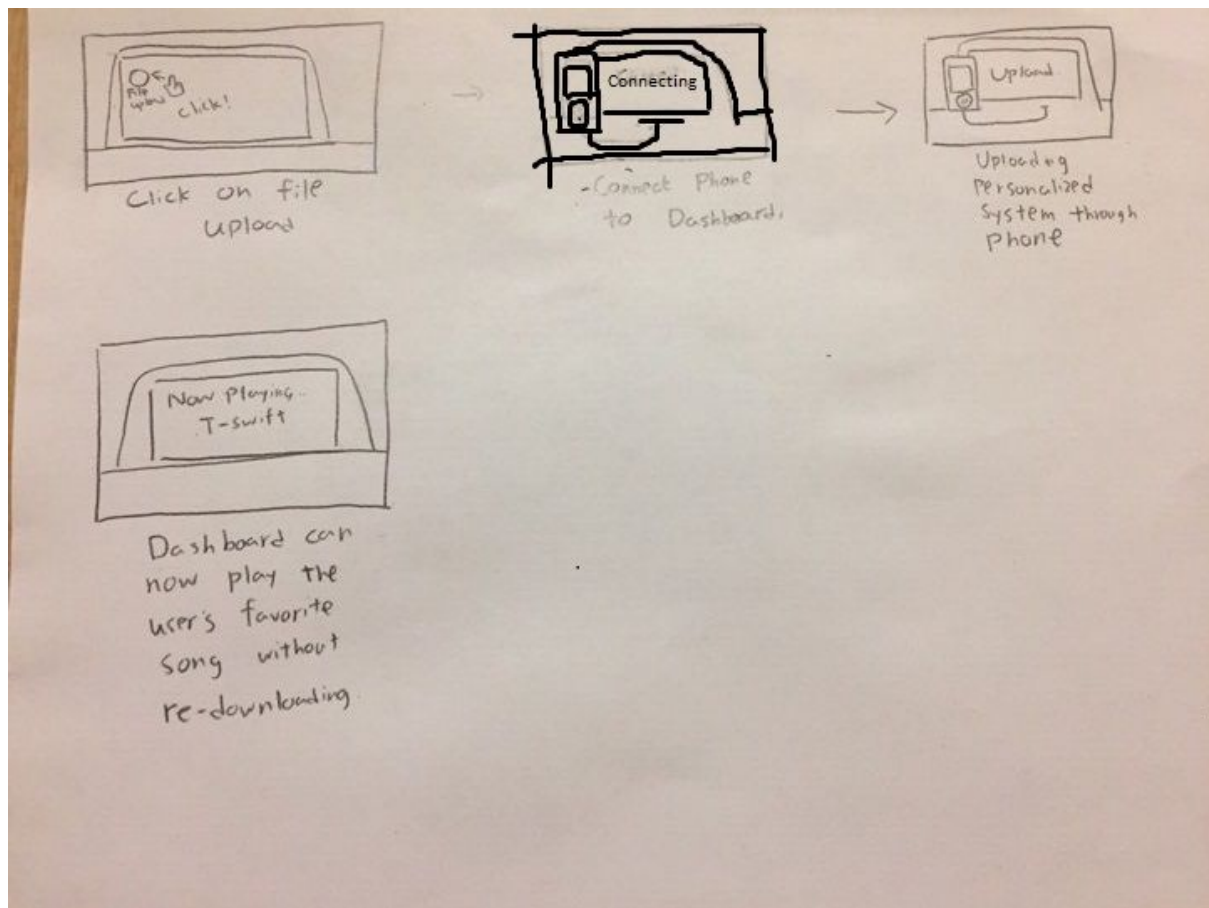 File
upload
click!
Click on file
upload
Connecting
-Connect Phone
to Dashboard.
Upload
Uploading
Personalized
System through
Phone
Now Playing..
T-swift
Dashboard can
now play the
user's favorite
song without
re-downloading.